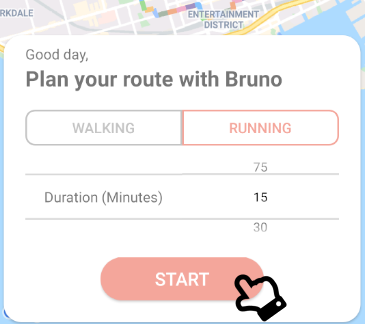 RKDALE
ENTERTAINMENT
DISTRICT
Good day,
Plan your route with Bruno
WALKING
RUNNING
75
Duration (Minutes)
15
30
START